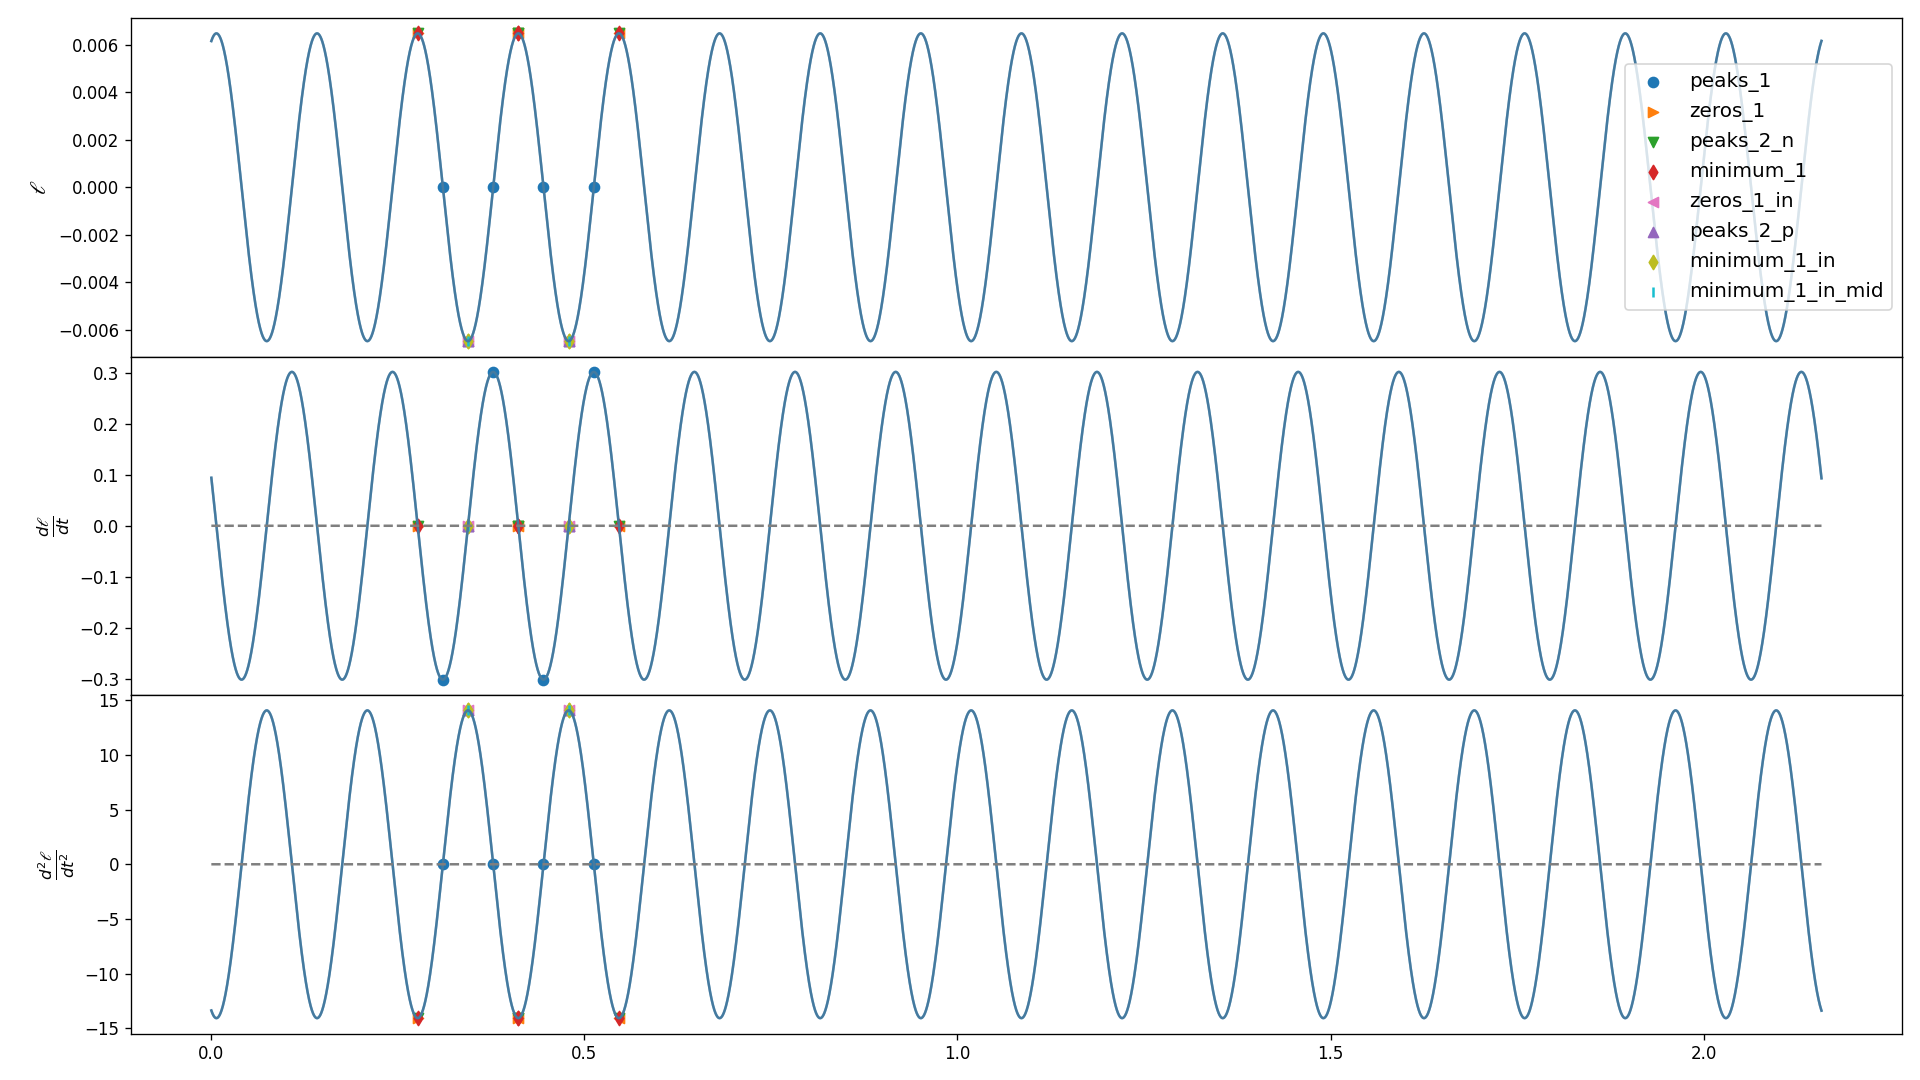 0.006
0.004
0.002
0.000
−0.002
−0.004
−0.006
ℓ
peaks_1
zeros_1
peaks_2_n
minimum_1
zeros_1_in
peaks_2_p
minimum_1_in
minimum_1_in_mid
0.3
0.2
0.1
0.0
−0.1
−0.2
−0.3
dℓ/dt
15
10
5
0
−5
−10
−15
d²ℓ/dt²
0.0 0.5 1.0 1.5 2.0